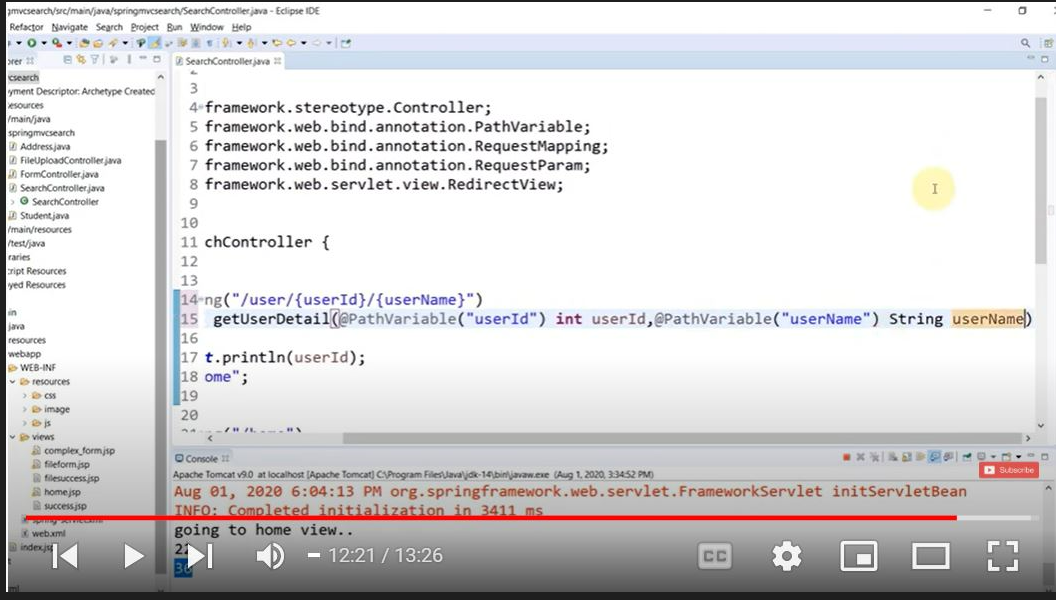 gmvcsearch/src/main/java/springmvcsearch/SearchController.java - Eclipse IDE
Refactor Navigate Search Project Run Window Help
SearchController.java
csearch
yment Descriptor: Archetype Created
esources
/main/java
springmvcsearch
Address.java
FileUploadController.java
FormController.java
SearchController.java
SearchController
Student.java
/main/resources
/test/java
raries
cript Resources
yed Resources
in
java
resources
webapp
WEB-INF
resources
css
image
js
views
complex_form.jsp
fileform.jsp
filesuccess.jsp
home.jsp
success.jsp
spring-servlet.xml
web.xml
index.jsp
3
4 framework.stereotype.Controller;
5 framework.web.bind.annotation.PathVariable;
6 framework.web.bind.annotation.RequestMapping;
7 framework.web.bind.annotation.RequestParam;
8 framework.web.servlet.view.RedirectView;
9
10
11 chController {
12
13
14 ng("/user/{userId}/{userName}")
15 getUserDetail(@PathVariable("userId") int userId,@PathVariable("userName") String userName)
16
17 t.println(userId);
18 ome";
19
20
Console
Apache Tomcat v9.0 at localhost [Apache Tomcat] C:\Program Files\Java\jdk-14\bin\javaw.exe (Aug 1, 2020, 3:34:52 PM)
Subscribe
Aug 01, 2020 6:04:13 PM org.springframework.web.servlet.FrameworkServlet initServletBean
INFO: Completed initialization in 3411 ms
going to home view..
12:21 / 13:26
CC